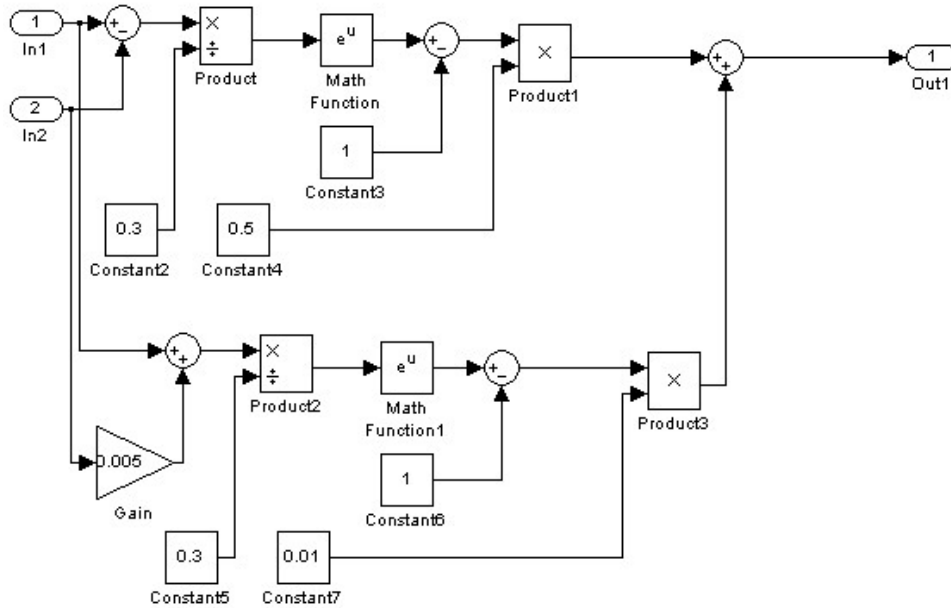 1
In1
+
−
×
÷
Product
e^u
Math
Function
+
−
×
Product1
+
+
1
Out1
2
In2
1
Constant3
0.3
Constant2
0.5
Constant4
+
+
×
÷
Product2
e^u
Math
Function1
+
−
×
Product3
0.005
Gain
1
Constant6
0.3
Constant5
0.01
Constant7